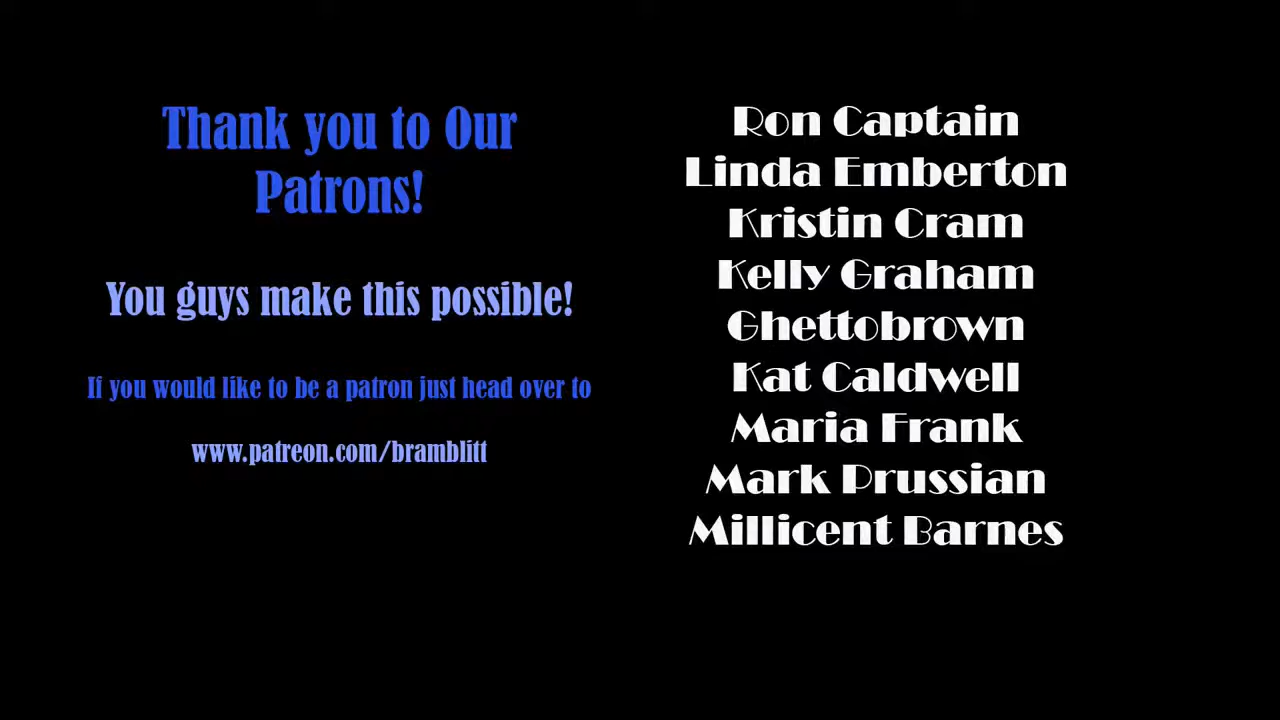 Thank you to Our
Patrons!
You guys make this possible!
If you would like to be a patron just head over to
www.patreon.com/bramblitt
Ron Captain
Linda Emberton
Kristin Cram
Kelly Graham
Ghettobrown
Kat Caldwell
Maria Frank
Mark Prussian
Millicent Barnes